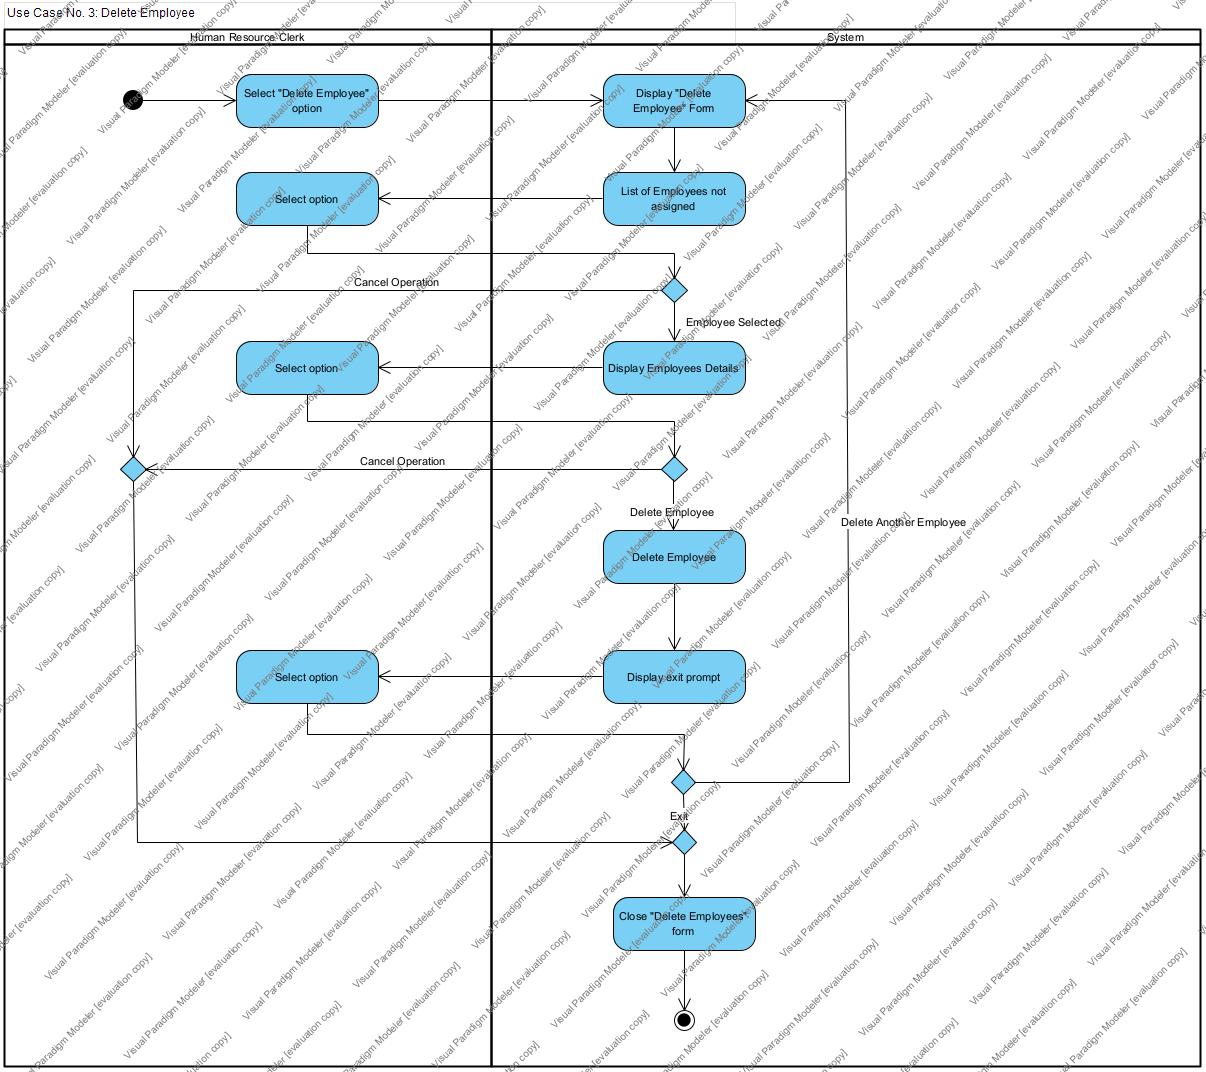 Use Case No. 3: Delete Employee
Human Resource Clerk
System
Select "Delete Employee"
option
Display "Delete
Employee" Form
Select option
List of Employees not
assigned
Cancel Operation
Employee Selected
Select option
Display Employees Details
Cancel Operation
Delete Employee
Delete Another Employee
Delete Employee
Select option
Display exit prompt
Exit
Close "Delete Employees"
form
Visual Paradigm Modeler [evaluation copy]